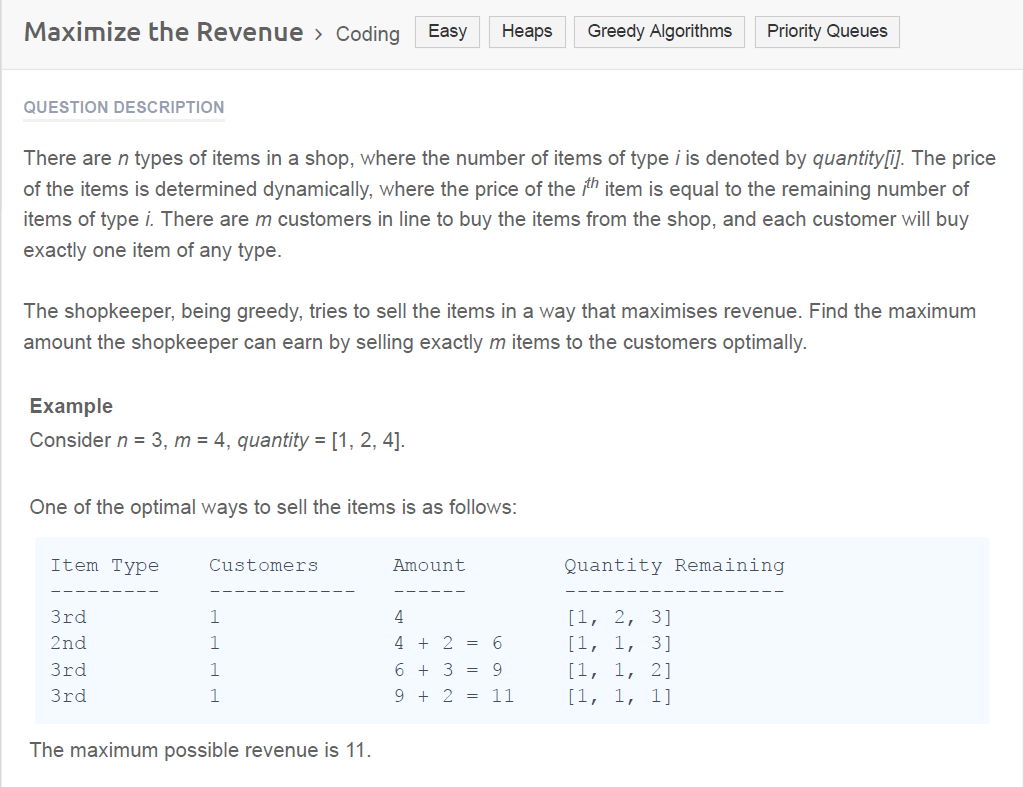 Maximize the Revenue › Coding Easy Heaps Greedy Algorithms Priority Queues
QUESTION DESCRIPTION
There are n types of items in a shop, where the number of items of type i is denoted by quantity[i]. The price
of the items is determined dynamically, where the price of the ith item is equal to the remaining number of
items of type i. There are m customers in line to buy the items from the shop, and each customer will buy
exactly one item of any type.
The shopkeeper, being greedy, tries to sell the items in a way that maximises revenue. Find the maximum
amount the shopkeeper can earn by selling exactly m items to the customers optimally.
Example
Consider n = 3, m = 4, quantity = [1, 2, 4].
One of the optimal ways to sell the items is as follows:
Item Type Customers Amount Quantity Remaining
--------- ------------ ------ ------------------
3rd 1 4 [1, 2, 3]
2nd 1 4 + 2 = 6 [1, 1, 3]
3rd 1 6 + 3 = 9 [1, 1, 2]
3rd 1 9 + 2 = 11 [1, 1, 1]
The maximum possible revenue is 11.